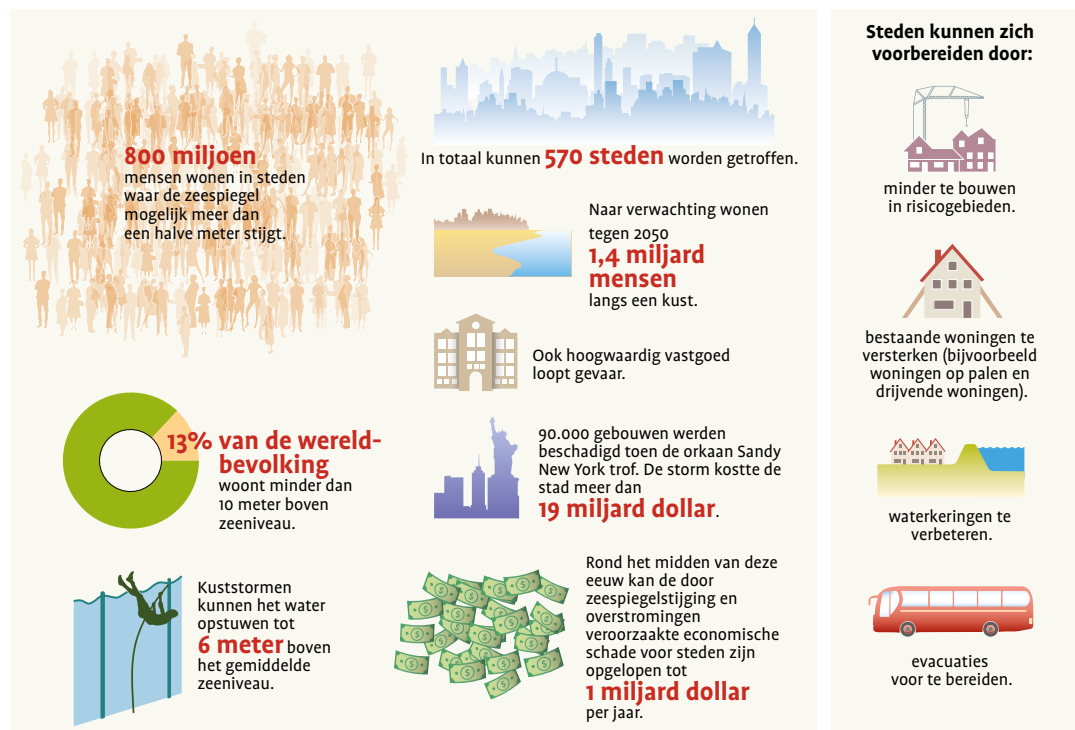 800 miljoen
mensen wonen in steden
waar de zeespiegel
mogelijk meer dan
een halve meter stijgt.
13% van de wereld-
bevolking
woont minder dan
10 meter boven
zeeniveau.
Kuststormen
kunnen het water
opstuwen tot
6 meter boven
het gemiddelde
zeeniveau.
In totaal kunnen 570 steden worden getroffen.
Naar verwachting wonen
tegen 2050
1,4 miljard
mensen
langs een kust.
Ook hoogwaardig vastgoed
loopt gevaar.
90.000 gebouwen werden
beschadigd toen de orkaan Sandy
New York trof. De storm kostte de
stad meer dan
19 miljard dollar.
Rond het midden van deze
eeuw kan de door
zeespiegelstijging en
overstromingen
veroorzaakte economische
schade voor steden zijn
opgelopen tot
1 miljard dollar
per jaar.
Steden kunnen zich
voorbereiden door:
minder te bouwen
in risicogebieden.
bestaande woningen te
versterken (bijvoorbeeld
woningen op palen en
drijvende woningen).
waterkeringen te
verbeteren.
evacuaties
voor te bereiden.